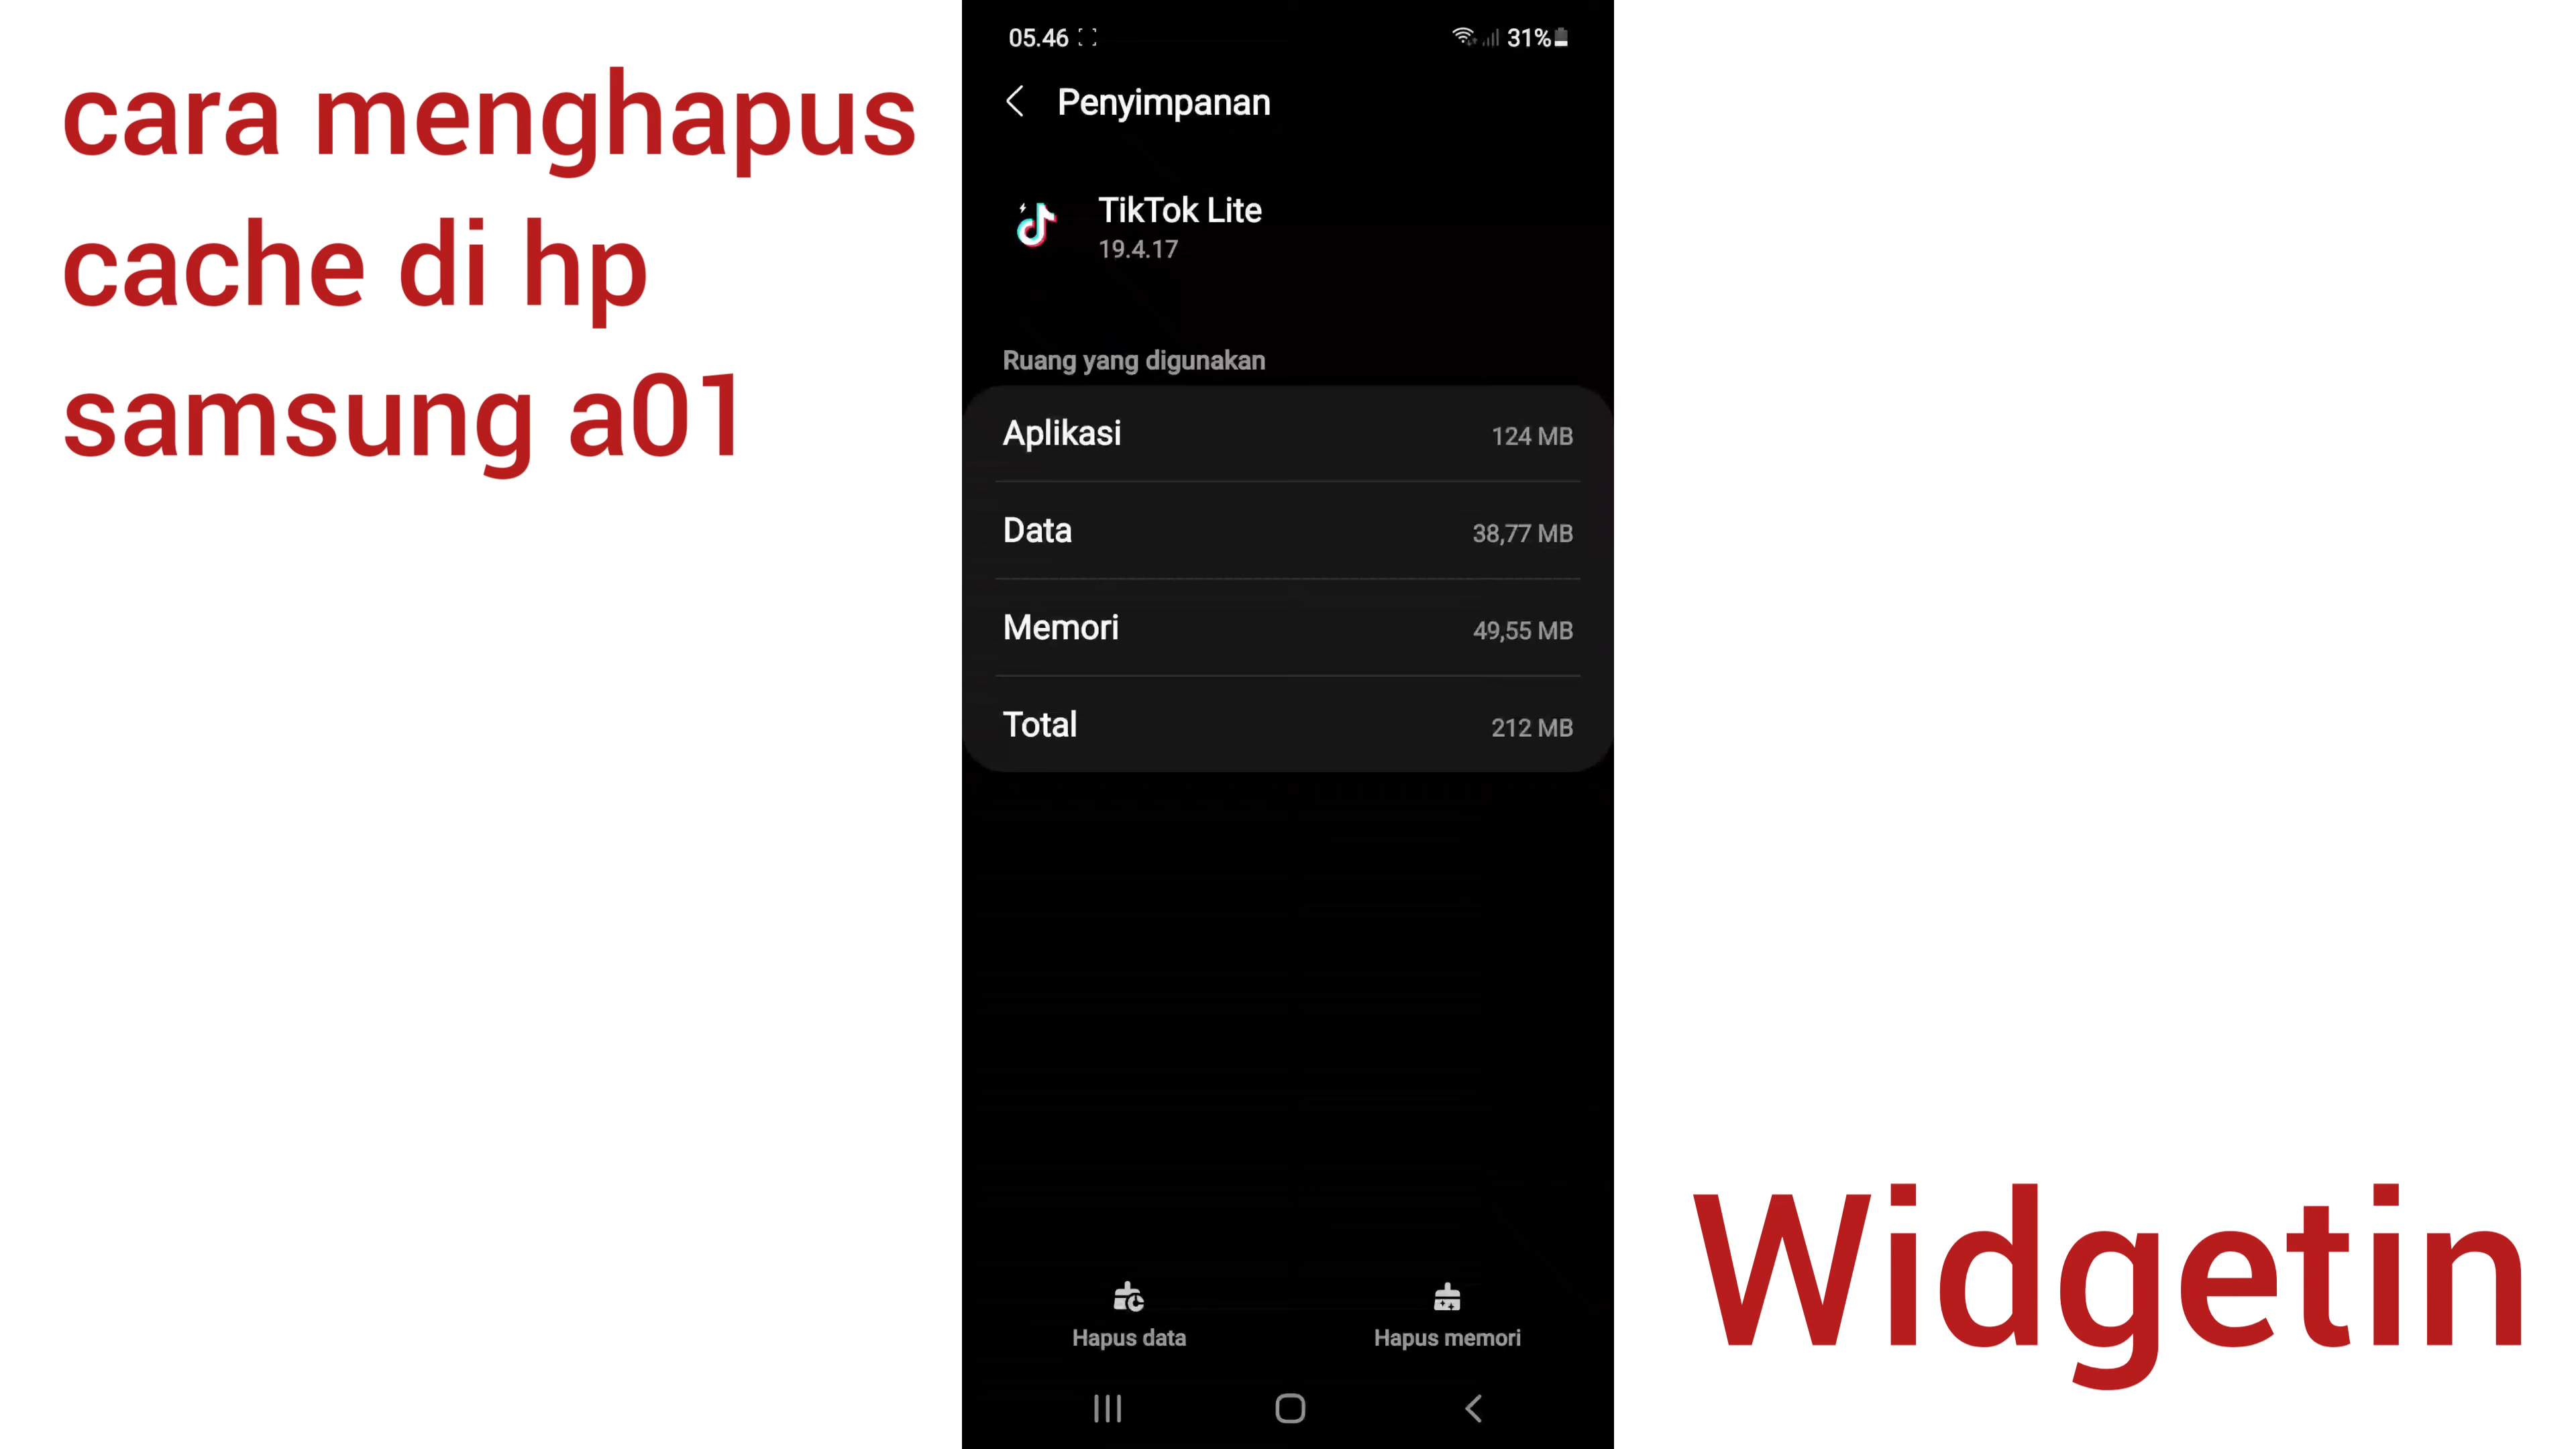 cara menghapus
cache di hp
samsung a01
05.46 31%
Penyimpanan
TikTok Lite
19.4.17
Ruang yang digunakan
Aplikasi 124 MB
Data 38,77 MB
Memori 49,55 MB
Total 212 MB
Hapus data Hapus memori
Widgetin